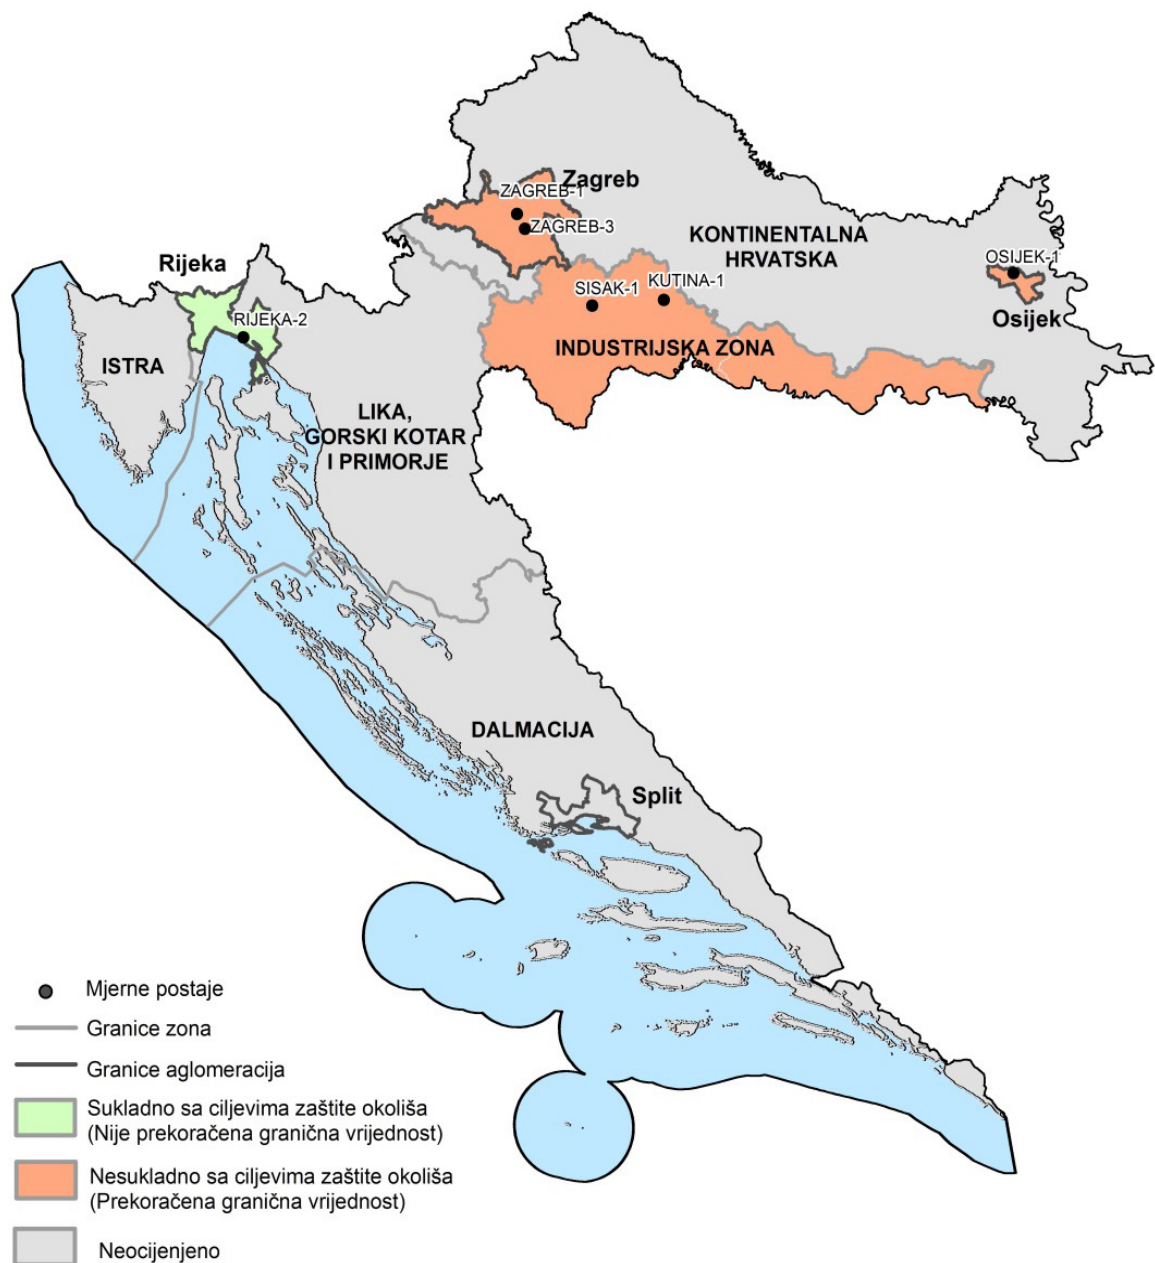 Zagreb
ZAGREB-1
ZAGREB-3
KONTINENTALNA
HRVATSKA
OSIJEK-1
Osijek
Rijeka
RIJEKA-2
SISAK-1
KUTINA-1
INDUSTRIJSKA ZONA
ISTRA
LIKA,
GORSKI KOTAR
I PRIMORJE
DALMACIJA
Split
Mjerne postaje
Granice zona
Granice aglomeracija
Sukladno sa ciljevima zaštite okoliša
(Nije prekoračena granična vrijednost)
Nesukladno sa ciljevima zaštite okoliša
(Prekoračena granična vrijednost)
Neocijenjeno